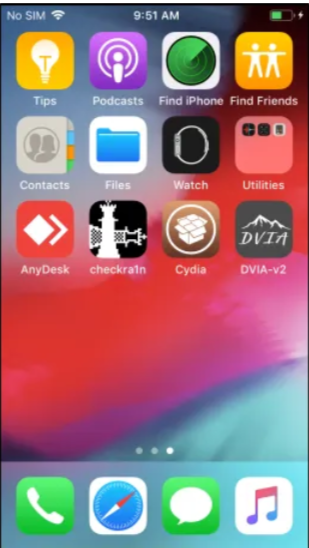 No SIM 9:51 AM
Tips Podcasts Find iPhone Find Friends
Contacts Files Watch Utilities
DVIA
AnyDesk checkra1n Cydia DVIA-v2